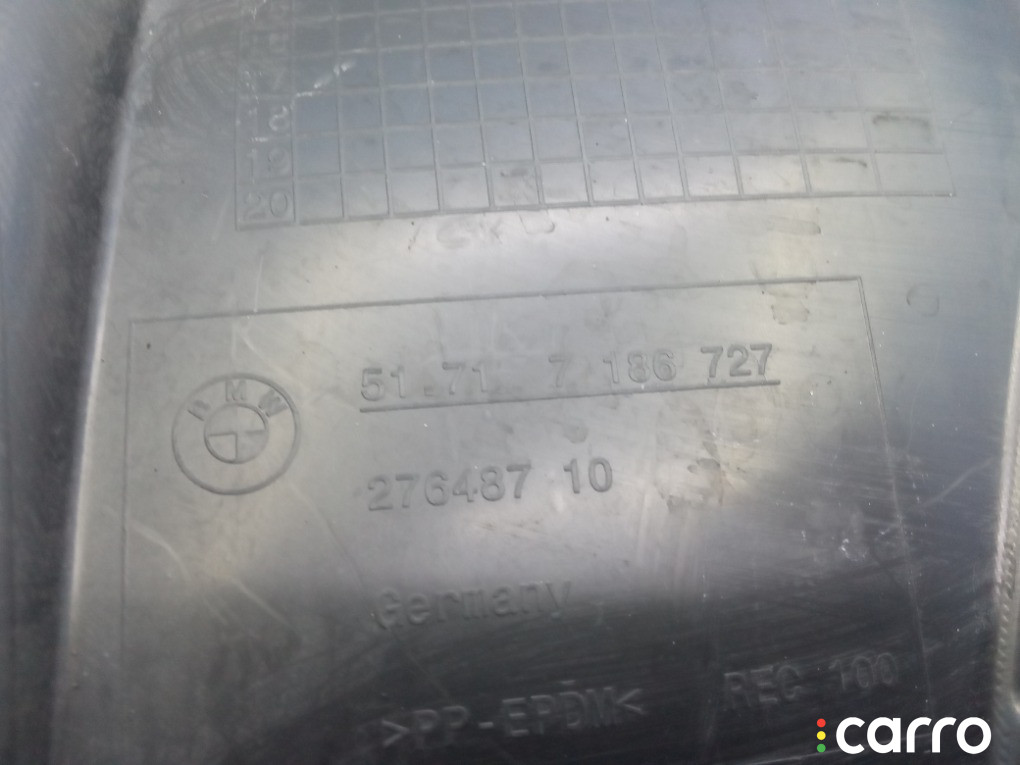 18
19
20
BMW
51.71 7 186 727
276487 10
Germany
>PP-EPDM< REC 100
carro